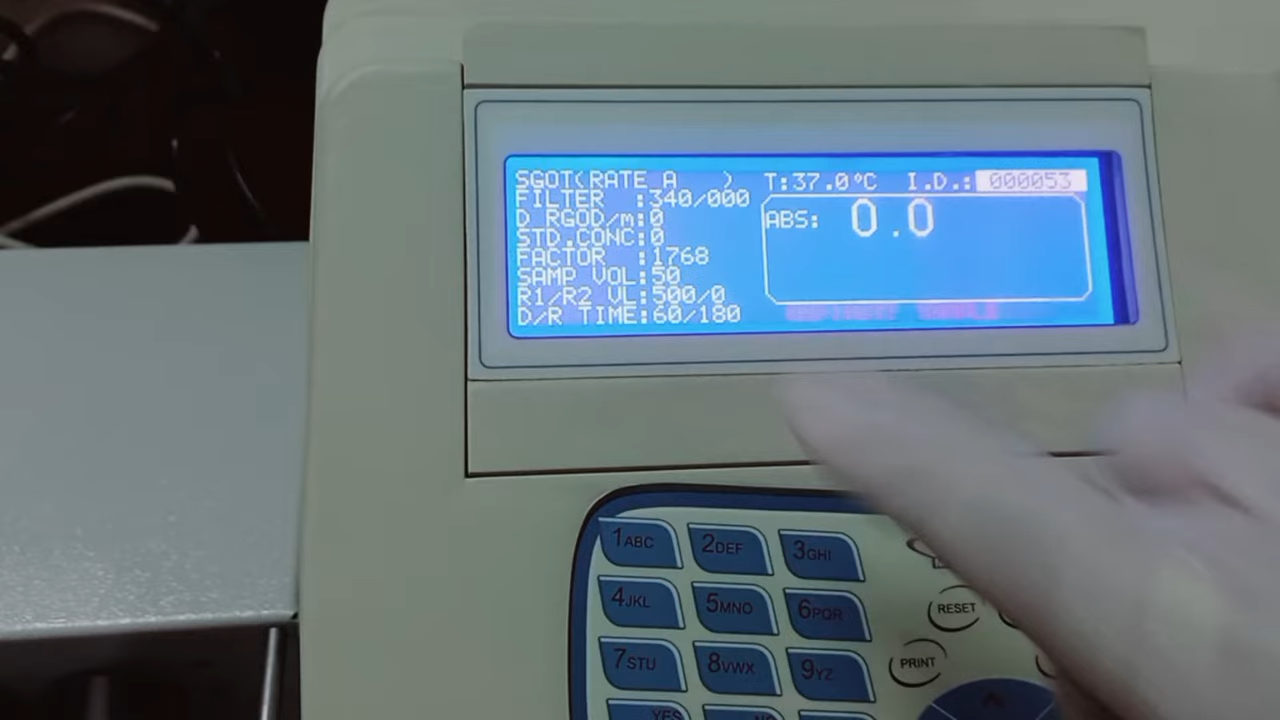 SGOT(RATE A )
T:37.0°C I.D.: 000053
FILTER :340/000
D RGOD/m:0
STD.CONC:0
FACTOR :1768
SAMP VOL:50
R1/R2 VL:500/0
D/R TIME:60/180
ABS: 0.0
1ABC 2DEF 3GHI
4JKL 5MNO 6PQR
RESET
7STU 8VWX 9YZ
PRINT
YES